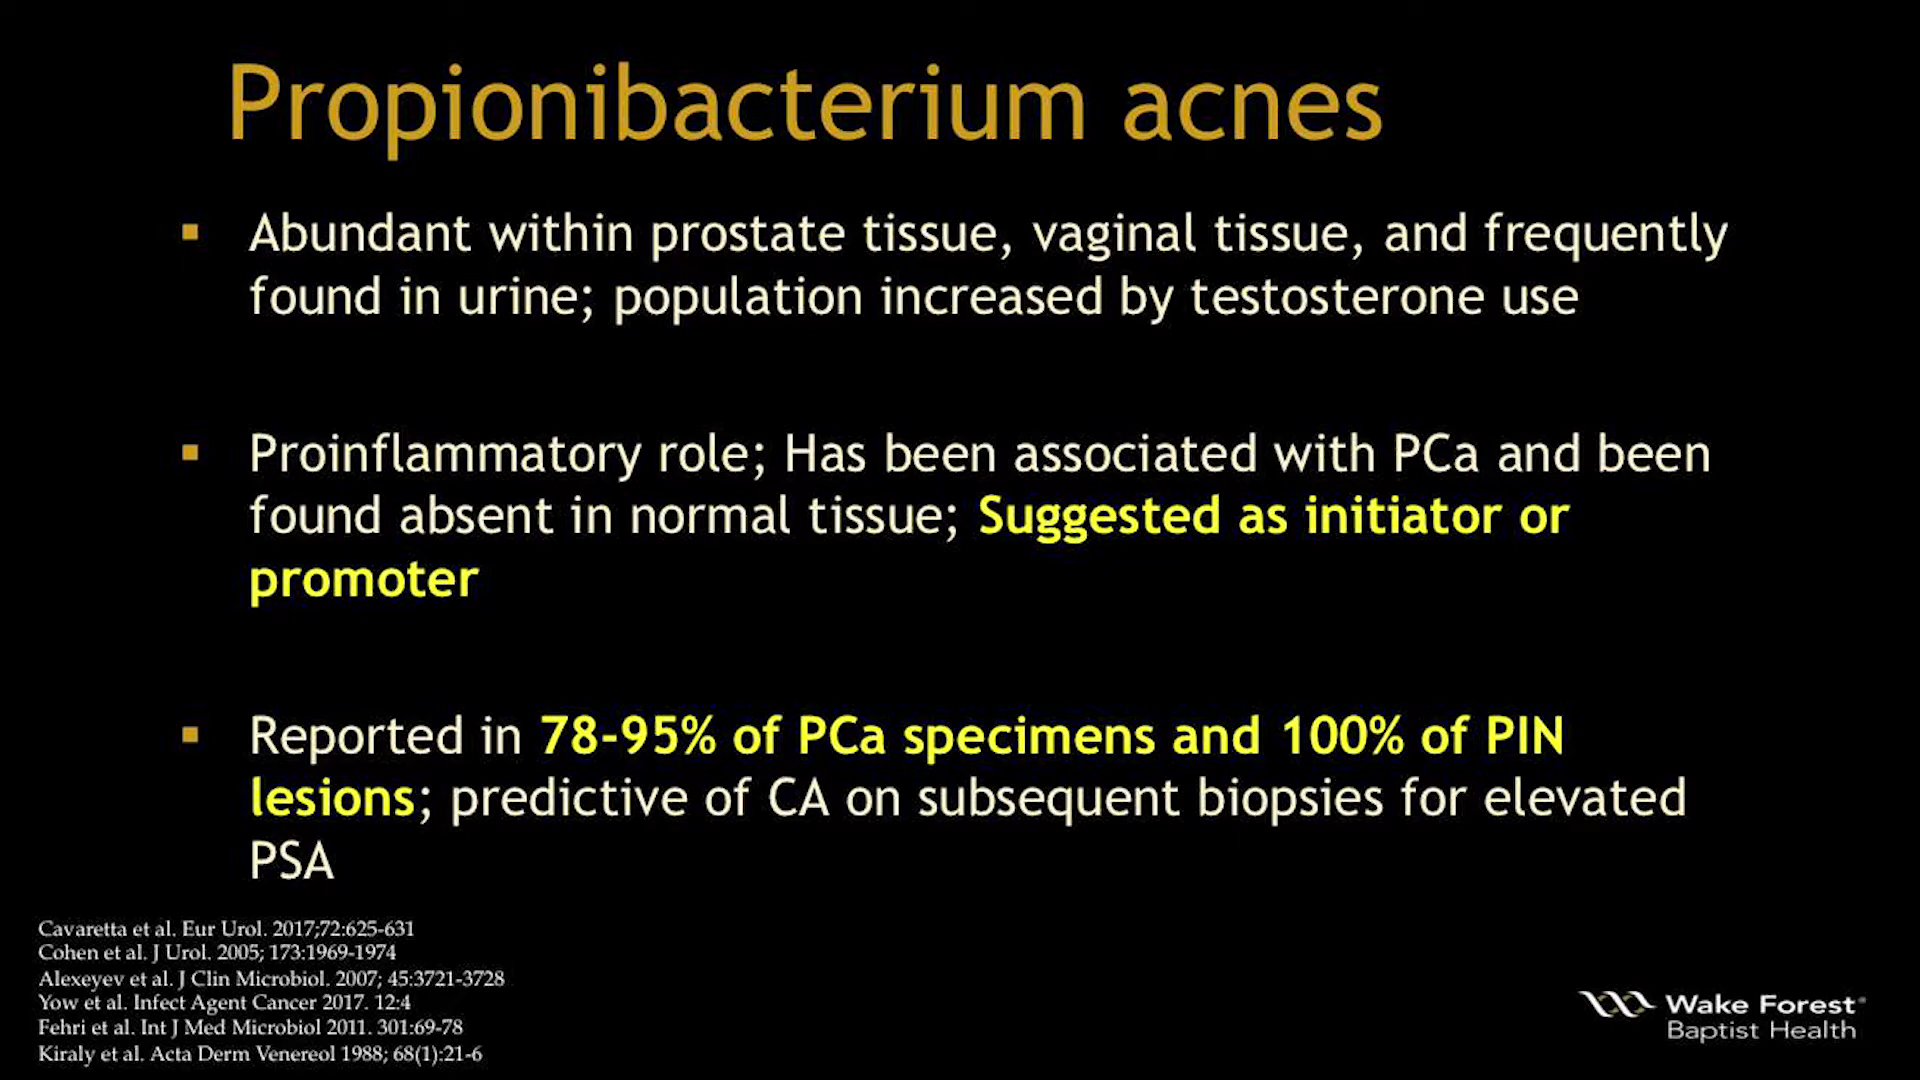 Propionibacterium acnes
▪ Abundant within prostate tissue, vaginal tissue, and frequently
found in urine; population increased by testosterone use
▪ Proinflammatory role; Has been associated with PCa and been
found absent in normal tissue; Suggested as initiator or
promoter
▪ Reported in 78-95% of PCa specimens and 100% of PIN
lesions; predictive of CA on subsequent biopsies for elevated
PSA
Cavaretta et al. Eur Urol. 2017;72:625-631
Cohen et al. J Urol. 2005; 173:1969-1974
Alexeyev et al. J Clin Microbiol. 2007; 45:3721-3728
Yow et al. Infect Agent Cancer 2017. 12:4
Fehri et al. Int J Med Microbiol 2011. 301:69-78
Kiraly et al. Acta Derm Venereol 1988; 68(1):21-6
Wake Forest®
Baptist Health